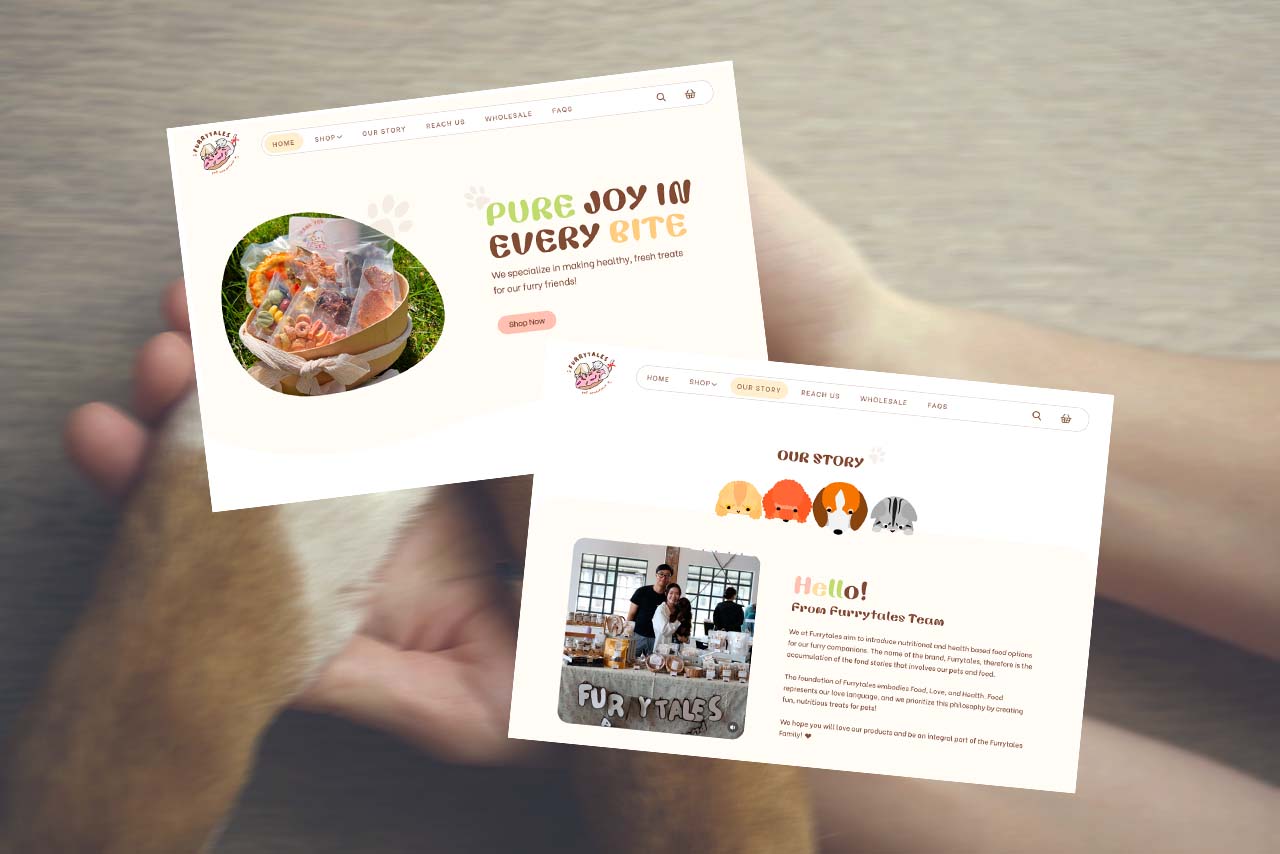 FURRYTALES
HOME SHOP OUR STORY REACH US WHOLESALE FAQS
PURE JOY IN
EVERY BITE
We specialize in making healthy, fresh treats
for our furry friends!
Shop Now
FURRYTALES
HOME SHOP OUR STORY REACH US WHOLESALE FAQS
OUR STORY
FURRYTALES
Hello!
From Furrytales Team
We at Furrytales aim to introduce nutritional and health based food options
for our furry companions. The name of the brand, Furrytales, therefore is the
accumulation of the fond stories that involves our pets and food.
The foundation of Furrytales embodies Food, Love, and Health. Food
represents our love language, and we prioritize this philosophy by creating
fun, nutritious treats for pets!
We hope you will love our products and be an integral part of the Furrytales
Family! ❤